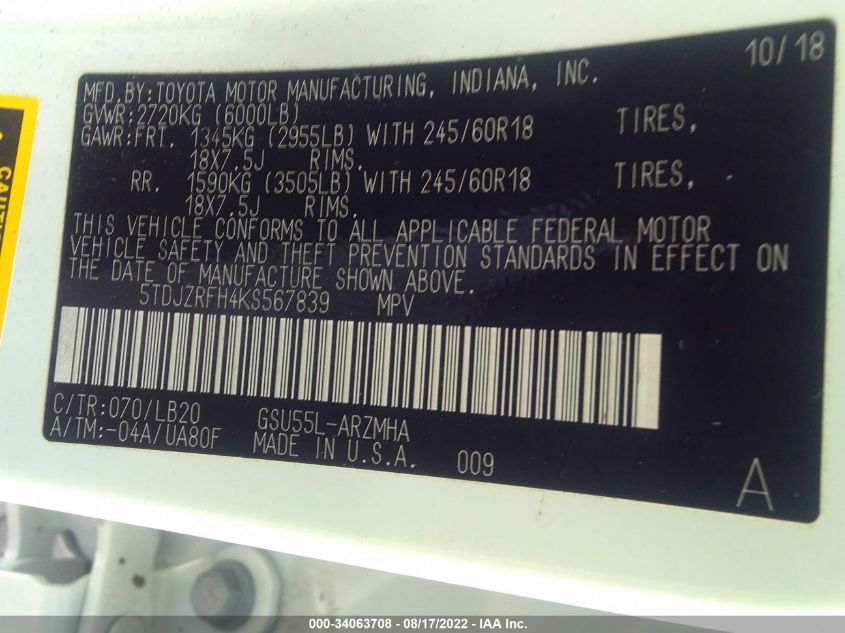 10/18
MFD.BY:TOYOTA MOTOR MANUFACTURING, INDIANA, INC.
GVWR:2720KG (6000LB)
GAWR:FRT. 1345KG (2955LB) WITH 245/60R18 TIRES,
18X7.5J RIMS.
RR. 1590KG (3505LB) WITH 245/60R18 TIRES,
18X7.5J RIMS.
THIS VEHICLE CONFORMS TO ALL APPLICABLE FEDERAL MOTOR
VEHICLE SAFETY AND THEFT PREVENTION STANDARDS IN EFFECT ON
THE DATE OF MANUFACTURE SHOWN ABOVE.
5TDJZRFH4KS567839 MPV
C/TR:070/LB20 GSU55L-ARZMHA
A/TM:-04A/UA80F MADE IN U.S.A. 009
A
CAUTION
000-34063708 - 08/17/2022 - IAA Inc.